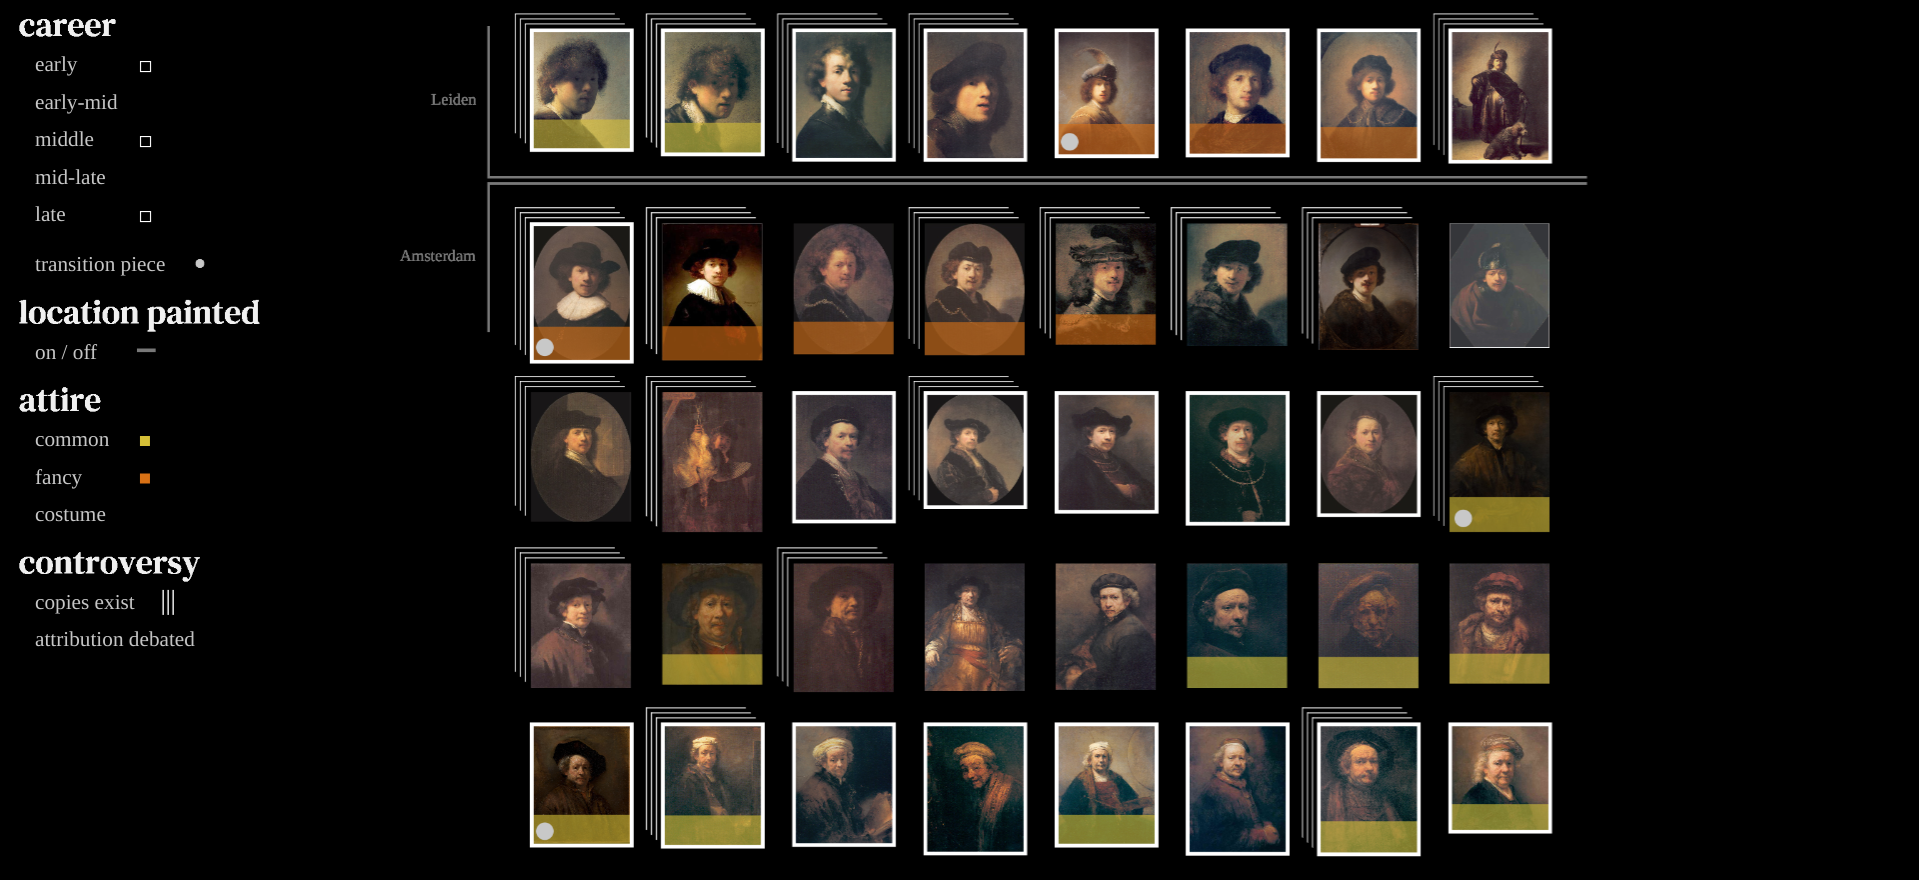 career
early
early-mid
middle
mid-late
late
transition piece
location painted
on / off
attire
common
fancy
costume
controversy
copies exist
attribution debated
Leiden
Amsterdam